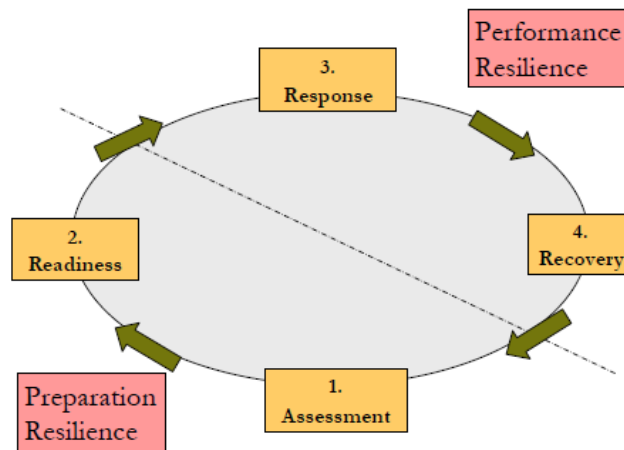 Performance
Resilience
3.
Response
2.
Readiness
4.
Recovery
Preparation
Resilience
1.
Assessment